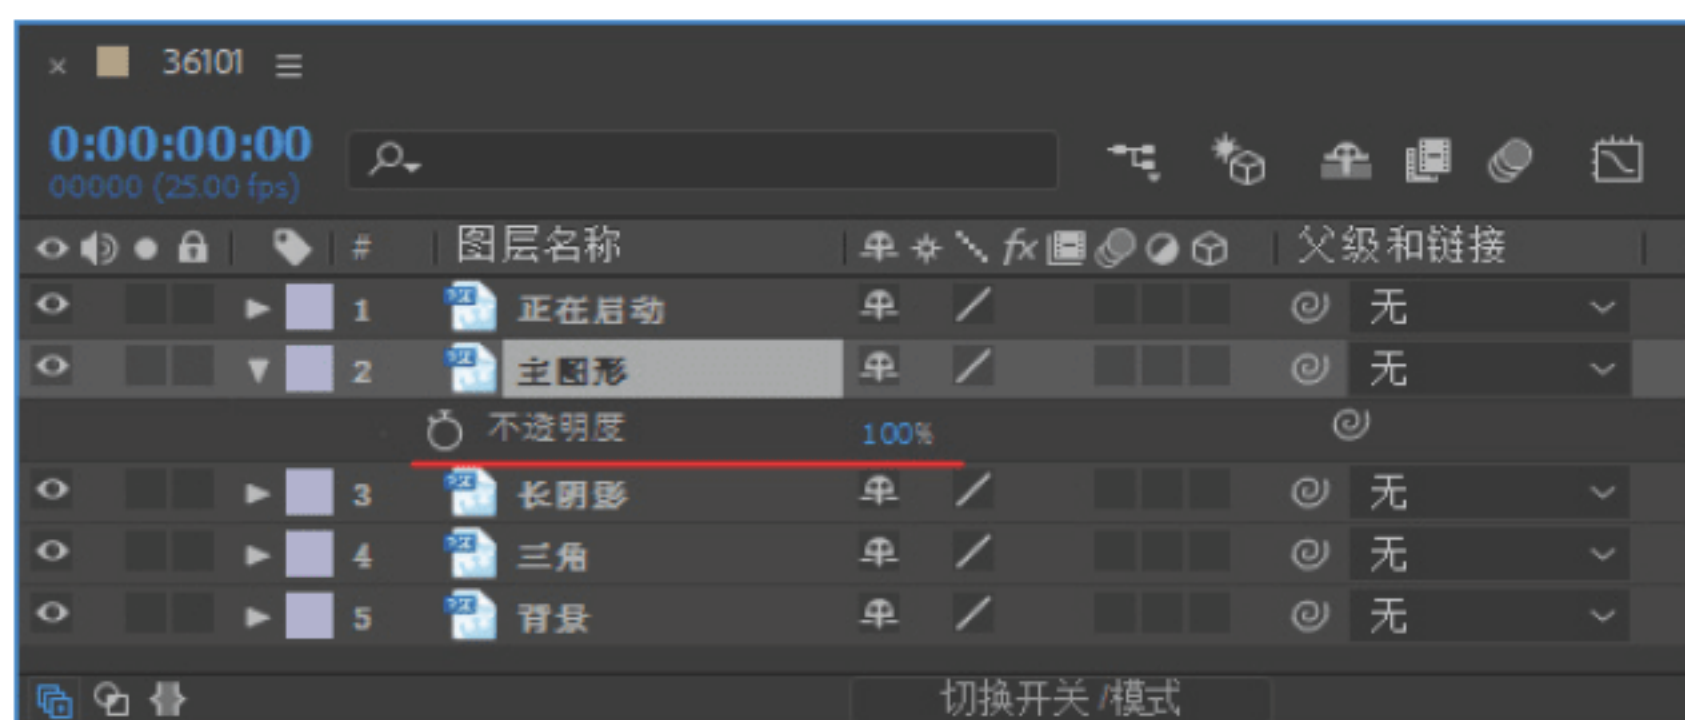 36101
0:00:00:00
00000 (25.00 fps)
# 图层名称 fx 父级和链接
1 正在启动 无
2 主图形 无
不透明度 100%
3 长阴影 无
4 三角 无
5 背景 无
切换开关/模式